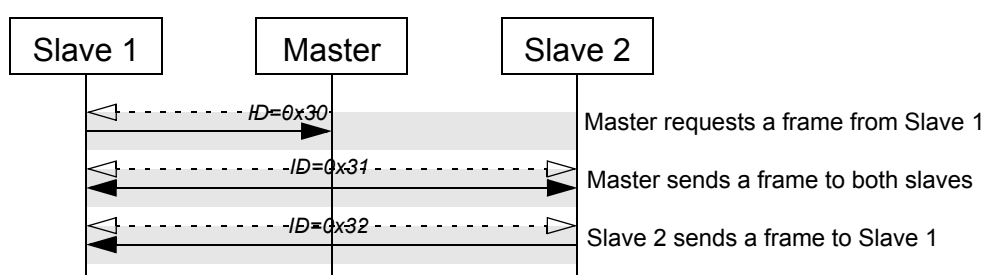 Slave 1
Master
Slave 2
ID=0x30
Master requests a frame from Slave 1
ID=0x31
Master sends a frame to both slaves
ID=0x32
Slave 2 sends a frame to Slave 1